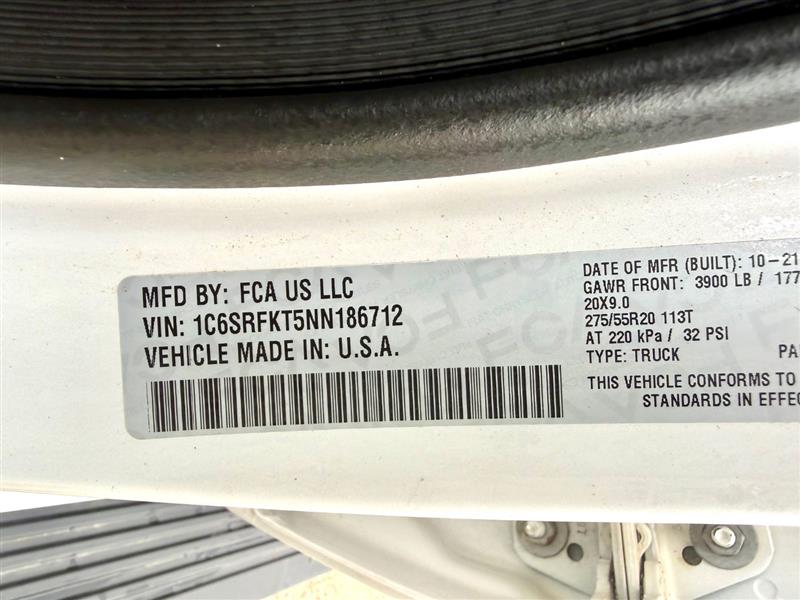 MFD BY: FCA US LLC
VIN: 1C6SRFKT5NN186712
VEHICLE MADE IN: U.S.A.
DATE OF MFR (BUILT): 10-21
GAWR FRONT: 3900 LB / 177
20X9.0
275/55R20 113T
AT 220 kPa / 32 PSI
TYPE: TRUCK
THIS VEHICLE CONFORMS TO
STANDARDS IN EFFEC